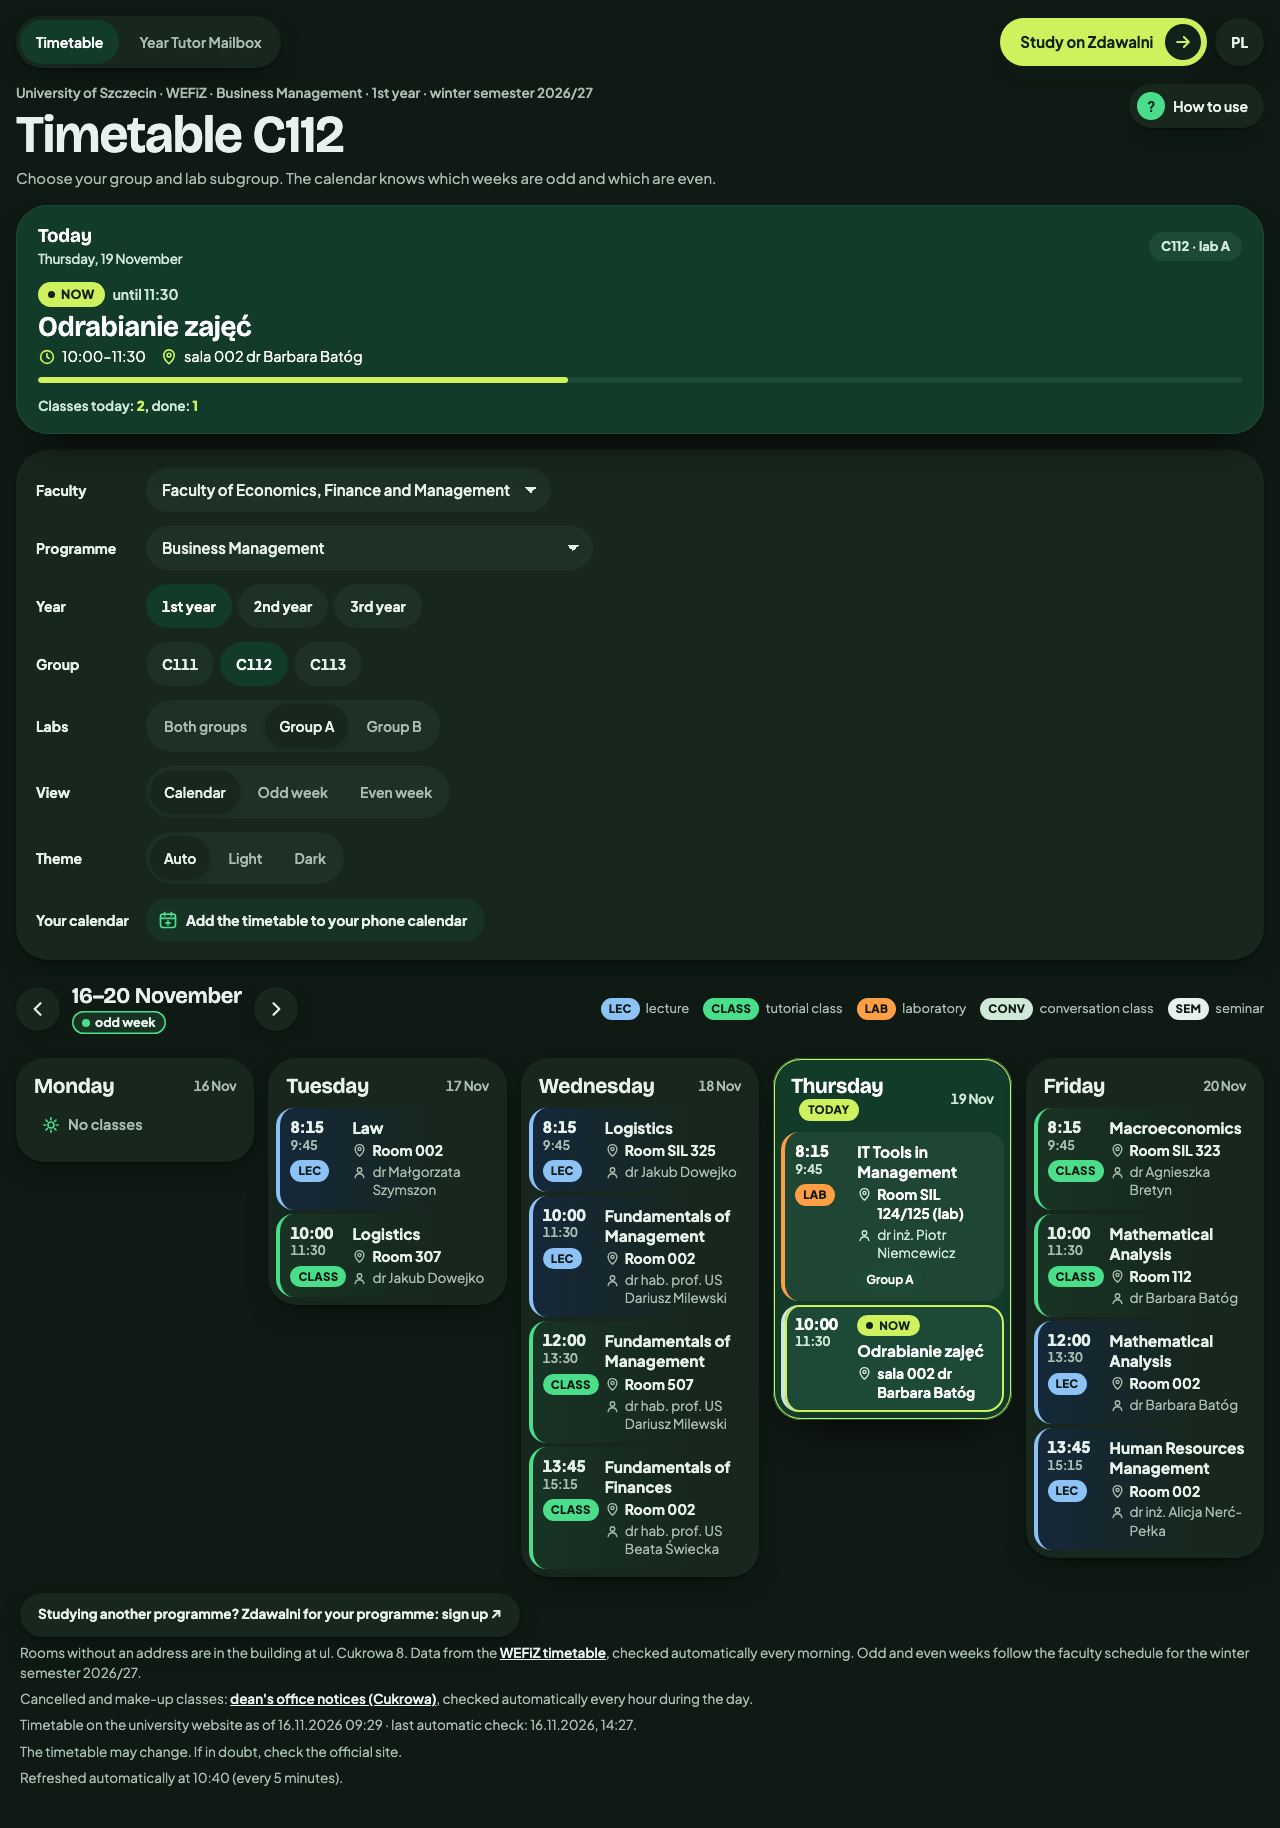 Timetable
Year Tutor Mailbox
Study on Zdawalni
PL
University of Szczecin · WEFiZ · Business Management · 1st year · winter semester 2026/27
? How to use
Timetable C112
Choose your group and lab subgroup. The calendar knows which weeks are odd and which are even.
Today
Thursday, 19 November
C112 · lab A
NOW until 11:30
Odrabianie zajęć
10:00–11:30 sala 002 dr Barbara Batóg
Classes today: 2, done: 1
Faculty
Faculty of Economics, Finance and Management
Programme
Business Management
Year
1st year 2nd year 3rd year
Group
C111 C112 C113
Labs
Both groups Group A Group B
View
Calendar Odd week Even week
Theme
Auto Light Dark
Your calendar
Add the timetable to your phone calendar
16–20 November
odd week
LEC lecture CLASS tutorial class LAB laboratory CONV conversation class SEM seminar
Monday 16 Nov
No classes
Tuesday 17 Nov
8:15
9:45
LEC
Law
Room 002
dr Małgorzata
Szymszon
10:00
11:30
CLASS
Logistics
Room 307
dr Jakub Dowejko
Wednesday 18 Nov
8:15
9:45
LEC
Logistics
Room SIL 325
dr Jakub Dowejko
10:00
11:30
LEC
Fundamentals of
Management
Room 002
dr hab. prof. US
Dariusz Milewski
12:00
13:30
CLASS
Fundamentals of
Management
Room 507
dr hab. prof. US
Dariusz Milewski
13:45
15:15
CLASS
Fundamentals of
Finances
Room 002
dr hab. prof. US
Beata Świecka
Thursday
TODAY
19 Nov
8:15
9:45
LAB
IT Tools in
Management
Room SIL
124/125 (lab)
dr inż. Piotr
Niemcewicz
Group A
10:00
11:30
NOW
Odrabianie zajęć
sala 002 dr
Barbara Batóg
Friday 20 Nov
8:15
9:45
CLASS
Macroeconomics
Room SIL 323
dr Agnieszka
Bretyn
10:00
11:30
CLASS
Mathematical
Analysis
Room 112
dr Barbara Batóg
12:00
13:30
LEC
Mathematical
Analysis
Room 002
dr Barbara Batóg
13:45
15:15
LEC
Human Resources
Management
Room 002
dr inż. Alicja Nerć-
Pełka
Studying another programme? Zdawalni for your programme: sign up ↗
Rooms without an address are in the building at ul. Cukrowa 8. Data from the WEFiZ timetable, checked automatically every morning. Odd and even weeks follow the faculty schedule for the winter
semester 2026/27.
Cancelled and make-up classes: dean's office notices (Cukrowa), checked automatically every hour during the day.
Timetable on the university website as of 16.11.2026 09:29 · last automatic check: 16.11.2026, 14:27.
The timetable may change. If in doubt, check the official site.
Refreshed automatically at 10:40 (every 5 minutes).